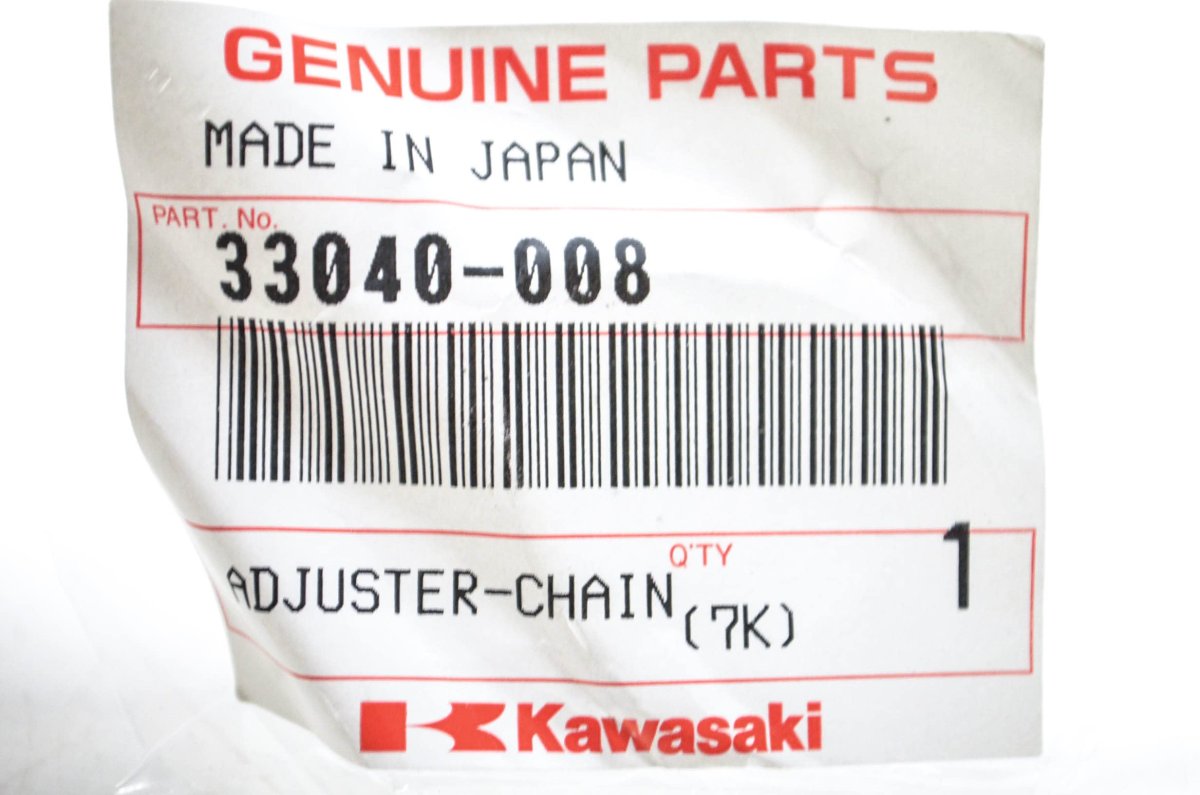 GENUINE PARTS
MADE IN JAPAN
PART. No.
33040-008
Q'TY
1
ADJUSTER-CHAIN
(7K)
Kawasaki